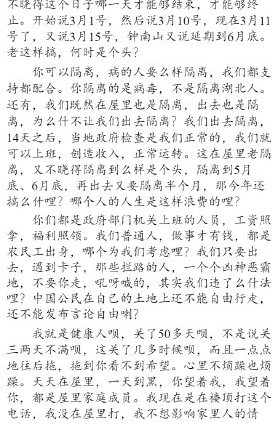 不晓得这个日子哪一天才能够结束，才能够终
止。开始说3月1号，然后说3月10号，现在3月11
号了，又说3月15号，钟南山又说延期到6月底。
老这样搞，何时是个头？
你可以隔离，病的人要么样隔离，我们都支
持都配合。你隔离的是病毒，不是隔离湖北人。
还有，我们既然在屋里也是隔离，出去也是隔
离，为么什不让我们出去隔离？我们出去隔离，
14天之后，当地政府检查是我们正常的，我们就
可以上班，创造收入，正常运转。这在屋里老隔
离，又不晓得隔离到么样是个头，隔离到5月
底、6月底，再出去又要隔离半个月，那今年还
搞么什哩？哪个人的人生是这样浪费的哩？
你们都是政府部门机关上班的人员，工资照
拿，福利照领。我们普通人，做事才有钱，都是
农民工出身，哪个为我们考虑哩？我们只要出
去，遇到卡子，那些拦路的人，一个个凶神恶霸
地，不要你走，吼呀喊的，其实我们违了么什法
哩？中国公民在自己的土地上还不能自由行走，
还不能发布言论自由喇？
我就是健康人呗，关了50多天呗，不是说关
三两天不满呗，这关了几多时候呗，而且一点点
地往后拖，拖到你看不到希望。心里不烦躁也烦
躁。天天在屋里，一天到黑，你望着我，我望着
你，都是屋里家庭成员。我现在是在楼顶打这个
电话，我没在屋里打，我不想影响家里人的情